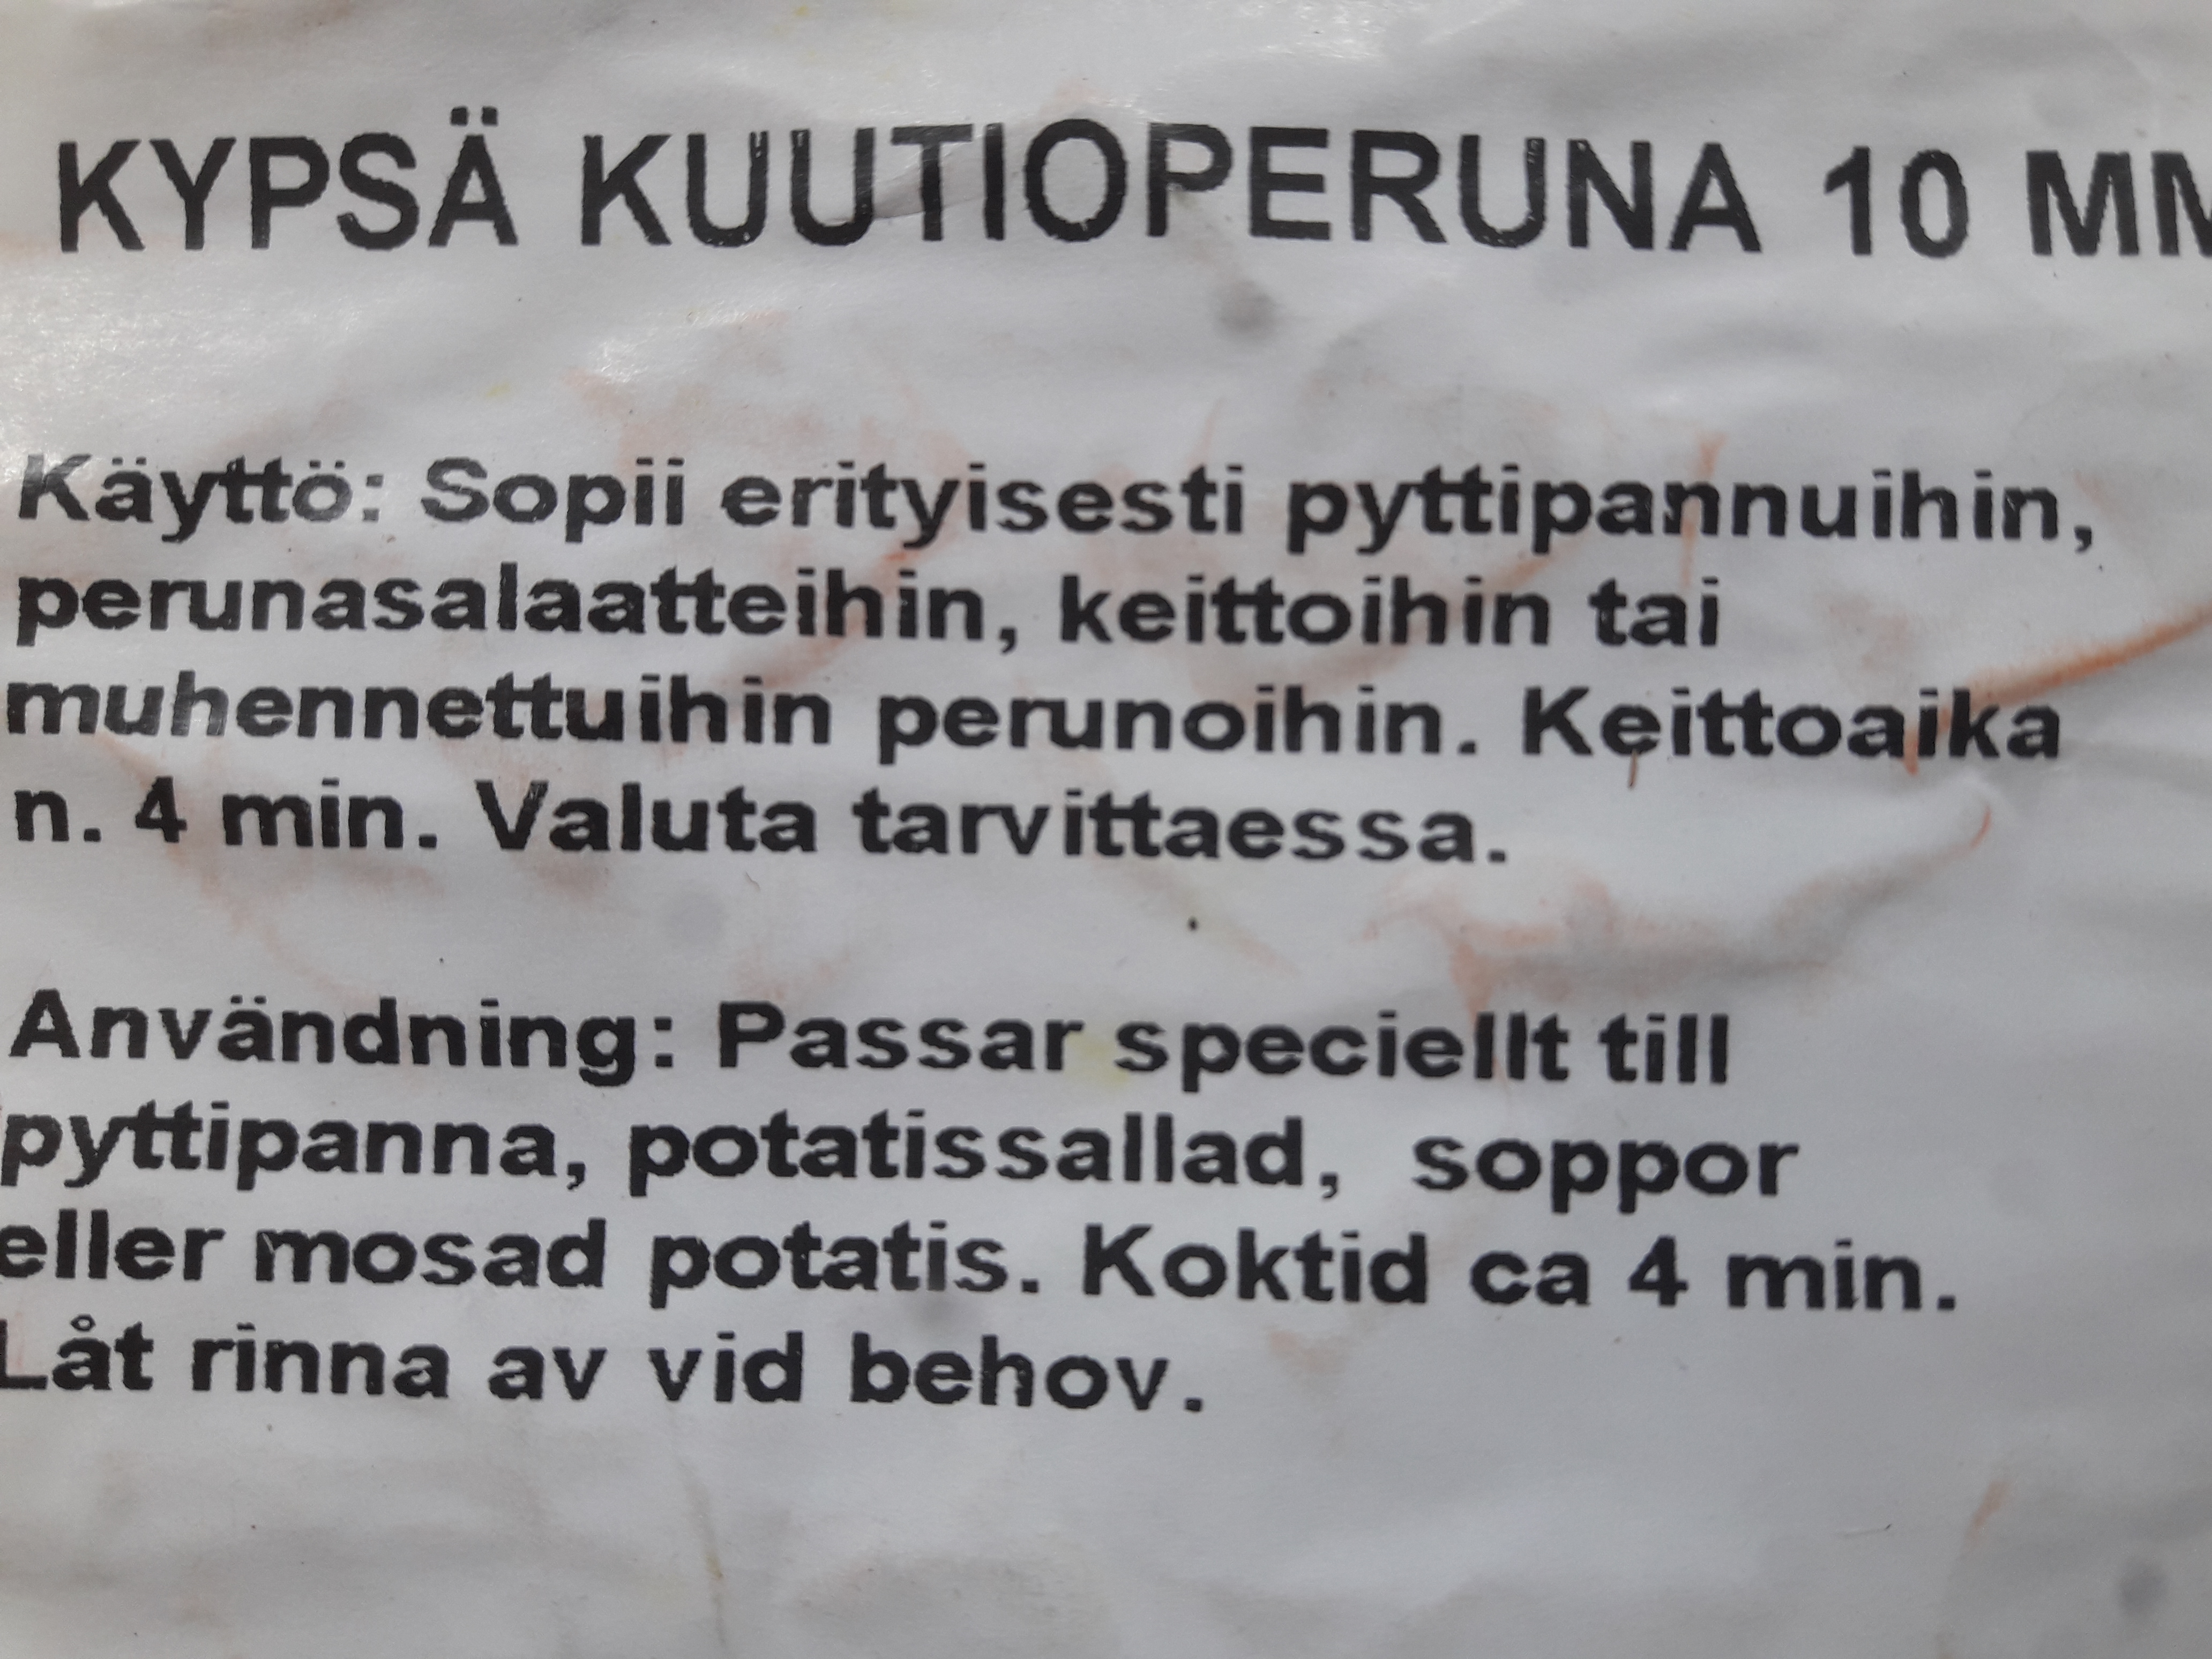 KYPSÄ KUUTIOPERUNA 10 MM
Käyttö: Sopii erityisesti pyttipannuihin,
perunasalaatteihin, keittoihin tai
muhennettuihin perunoihin. Keittoaika
n. 4 min. Valuta tarvittaessa.
Användning: Passar speciellt till
pyttipanna, potatissallad, soppor
eller mosad potatis. Koktid ca 4 min.
Låt rinna av vid behov.